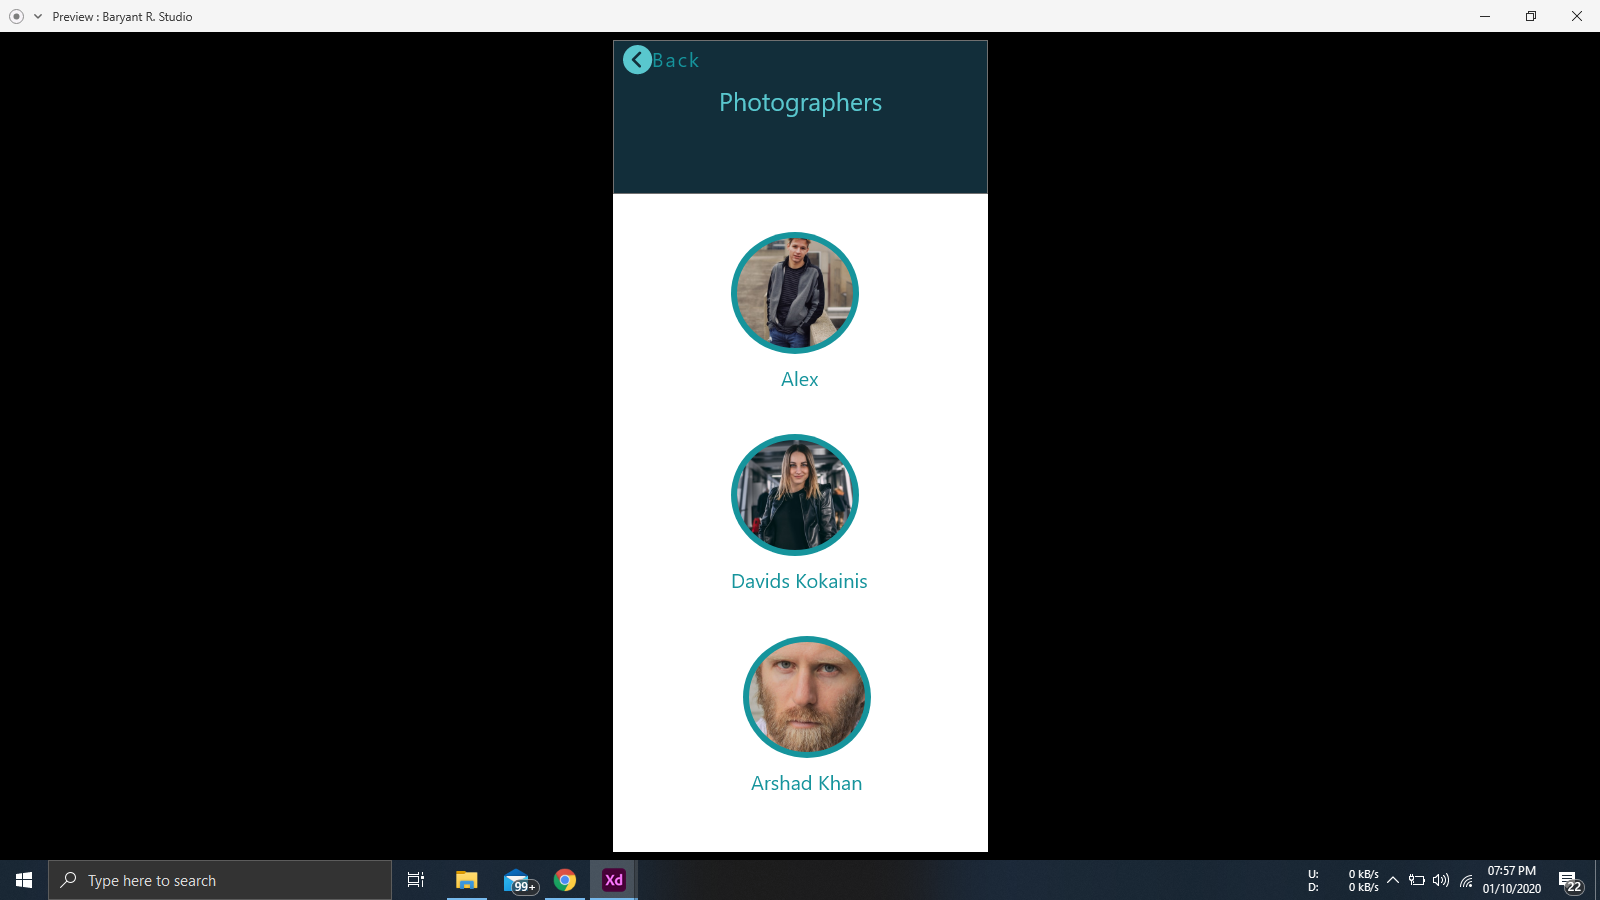 Preview : Baryant R. Studio
Back
Photographers
Alex
Davids Kokainis
Arshad Khan
Type here to search
99+
Xd
U: 0 kB/s
D: 0 kB/s
07:57 PM
01/10/2020
22